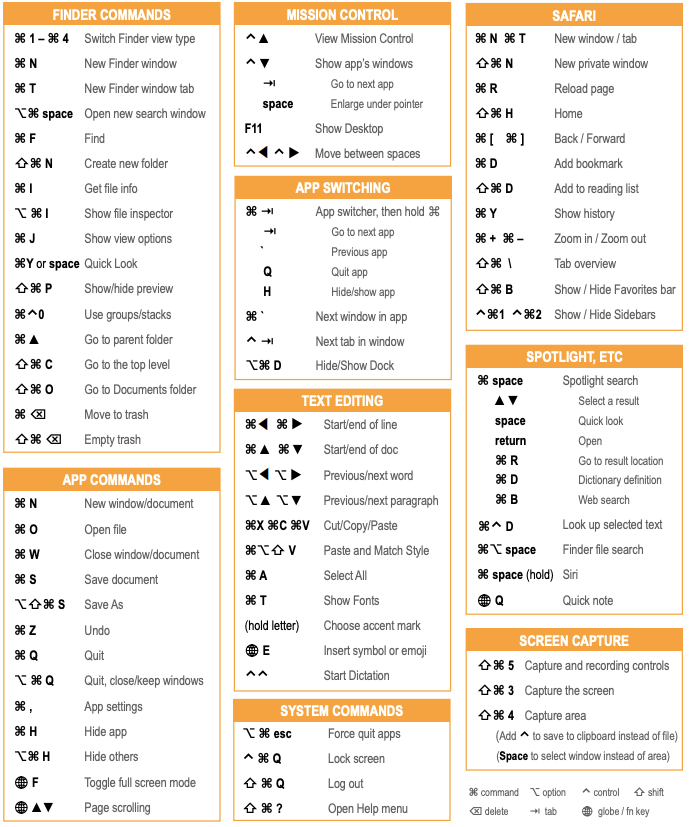 FINDER COMMANDS
⌘ 1 – ⌘ 4 Switch Finder view type
⌘ N New Finder window
⌘ T New Finder window tab
⌥⌘ space Open new search window
⌘ F Find
⇧⌘ N Create new folder
⌘ I Get file info
⌥ ⌘ I Show file inspector
⌘ J Show view options
⌘Y or space Quick Look
⇧⌘ P Show/hide preview
⌘^0 Use groups/stacks
⌘ ▲ Go to parent folder
⇧⌘ C Go to the top level
⇧⌘ O Go to Documents folder
⌘ ⌫ Move to trash
⇧⌘ ⌫ Empty trash
APP COMMANDS
⌘ N New window/document
⌘ O Open file
⌘ W Close window/document
⌘ S Save document
⌥⇧⌘ S Save As
⌘ Z Undo
⌘ Q Quit
⌥ ⌘ Q Quit, close/keep windows
⌘ , App settings
⌘ H Hide app
⌥⌘ H Hide others
🌐 F Toggle full screen mode
🌐 ▲▼ Page scrolling
MISSION CONTROL
^ ▲ View Mission Control
^ ▼ Show app's windows
⇥ Go to next app
space Enlarge under pointer
F11 Show Desktop
^ ◀ ^ ▶ Move between spaces
APP SWITCHING
⌘ ⇥ App switcher, then hold ⌘
⇥ Go to next app
` Previous app
Q Quit app
H Hide/show app
⌘ ` Next window in app
^ ⇥ Next tab in window
⌥⌘ D Hide/Show Dock
TEXT EDITING
⌘◀ ⌘ ▶ Start/end of line
⌘▲ ⌘▼ Start/end of doc
⌥◀ ⌥ ▶ Previous/next word
⌥▲ ⌥▼ Previous/next paragraph
⌘X ⌘C ⌘V Cut/Copy/Paste
⌘⌥⇧ V Paste and Match Style
⌘ A Select All
⌘ T Show Fonts
(hold letter) Choose accent mark
🌐 E Insert symbol or emoji
^ ^ Start Dictation
SYSTEM COMMANDS
⌥ ⌘ esc Force quit apps
^ ⌘ Q Lock screen
⇧ ⌘ Q Log out
⇧ ⌘ ? Open Help menu
SAFARI
⌘ N ⌘ T New window / tab
⇧⌘ N New private window
⌘ R Reload page
⇧⌘ H Home
⌘ [ ⌘ ] Back / Forward
⌘ D Add bookmark
⇧⌘ D Add to reading list
⌘ Y Show history
⌘ + ⌘ – Zoom in / Zoom out
⇧⌘ \ Tab overview
⇧⌘ B Show / Hide Favorites bar
^⌘1 ^⌘2 Show / Hide Sidebars
SPOTLIGHT, ETC
⌘ space Spotlight search
▲ ▼ Select a result
space Quick look
return Open
⌘ R Go to result location
⌘ D Dictionary definition
⌘ B Web search
⌘^ D Look up selected text
⌘⌥ space Finder file search
⌘ space (hold) Siri
🌐 Q Quick note
SCREEN CAPTURE
⇧⌘ 5 Capture and recording controls
⇧⌘ 3 Capture the screen
⇧⌘ 4 Capture area
(Add ^ to save to clipboard instead of file)
(Space to select window instead of area)
⌘ command ⌥ option ^ control ⇧ shift
⌫ delete ⇥ tab 🌐 globe / fn key